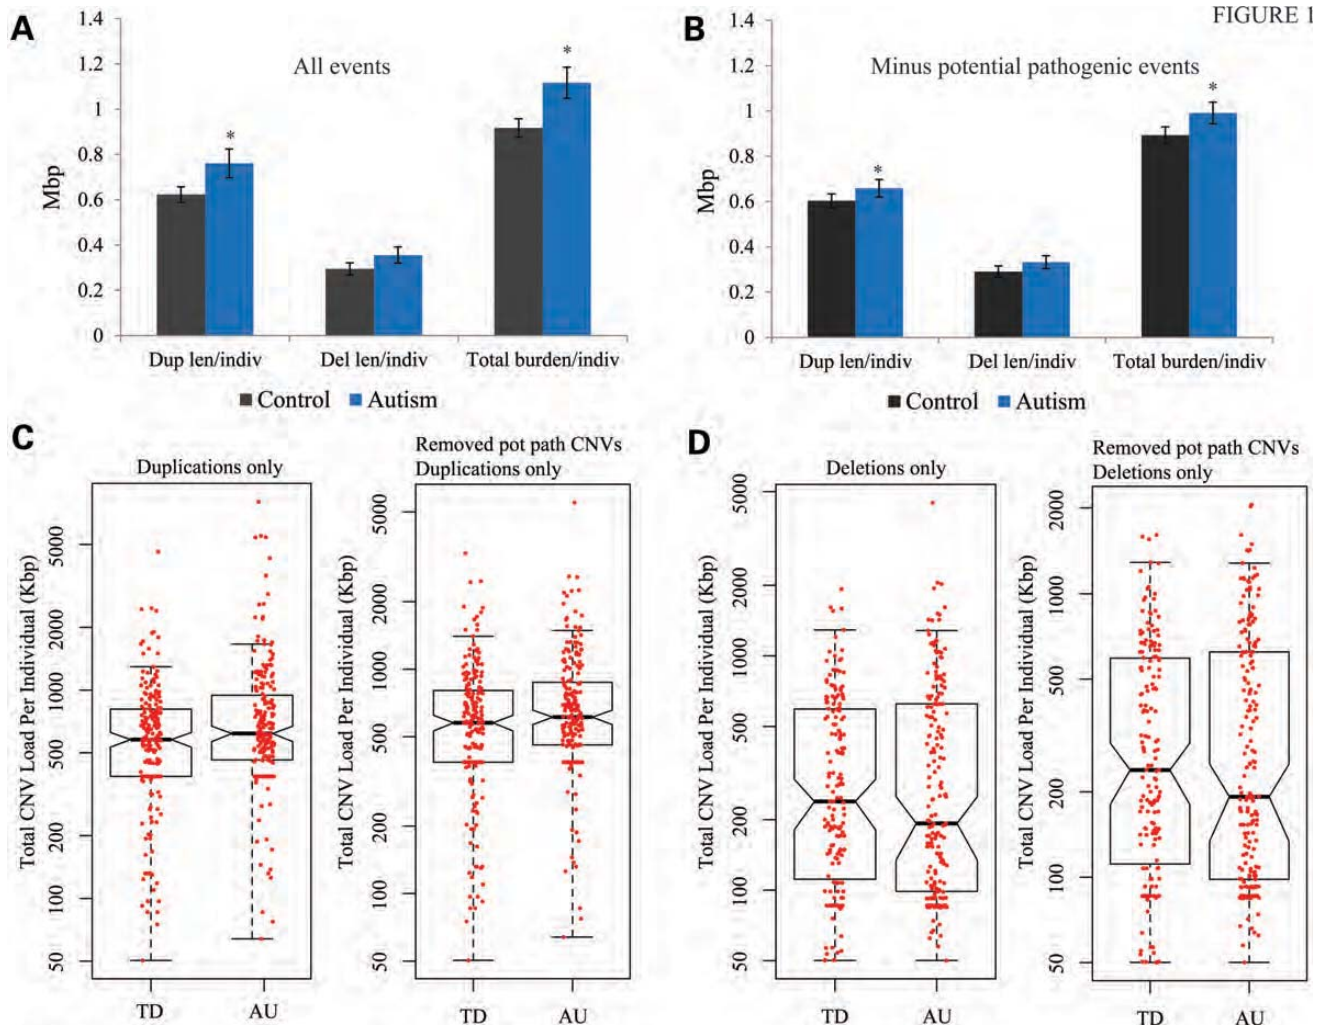 FIGURE 1
A
All events
Mbp
1.4
1.2
1
0.8
0.6
0.4
0.2
0
*
*
Dup len/indiv Del len/indiv Total burden/indiv
Control Autism
B
Minus potential pathogenic events
Mbp
1.4
1.2
1
0.8
0.6
0.4
0.2
0
*
*
Dup len/indiv Del len/indiv Total burden/indiv
Control Autism
C
Duplications only
Total CNV Load Per Individual (Kbp)
5000
2000
1000
500
200
100
50
TD AU
Removed pot path CNVs
Duplications only
Total CNV Load Per Individual (Kbp)
5000
2000
1000
500
200
100
50
TD AU
D
Deletions only
Total CNV Load Per Individual (Kbp)
5000
2000
1000
500
200
100
50
TD AU
Removed pot path CNVs
Deletions only
Total CNV Load Per Individual (Kbp)
2000
1000
500
200
100
50
TD AU